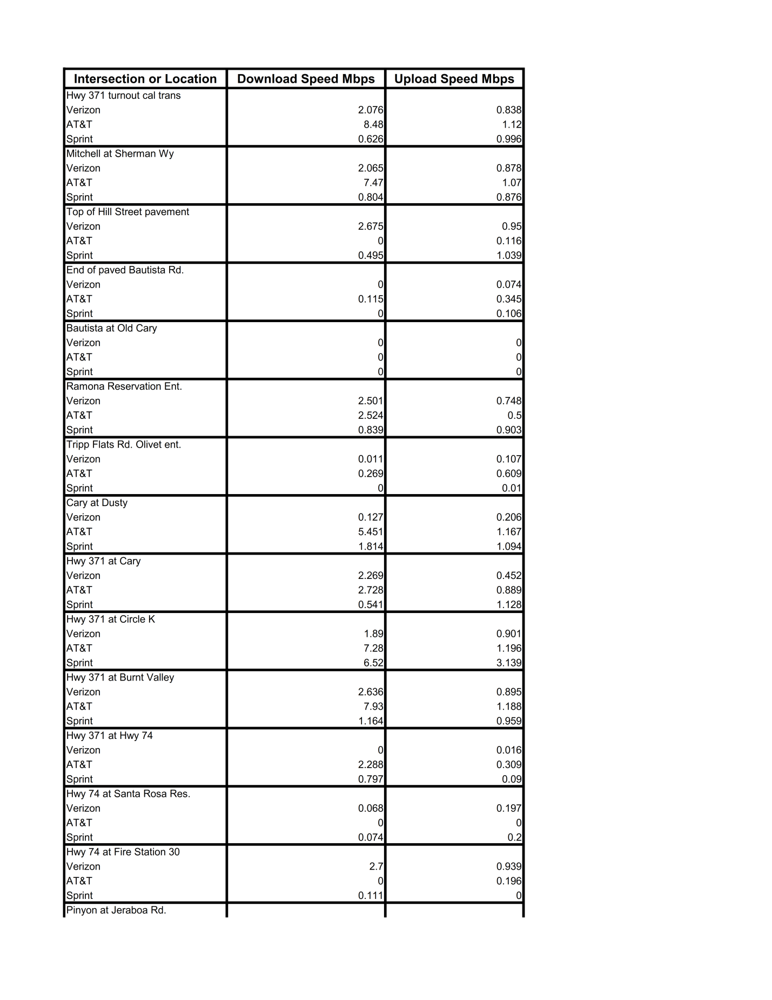 Intersection or Location Download Speed Mbps Upload Speed Mbps
Hwy 371 turnout cal trans
Verizon 2.076 0.838
AT&T 8.48 1.12
Sprint 0.626 0.996
Mitchell at Sherman Wy
Verizon 2.065 0.878
AT&T 7.47 1.07
Sprint 0.804 0.876
Top of Hill Street pavement
Verizon 2.675 0.95
AT&T 0 0.116
Sprint 0.495 1.039
End of paved Bautista Rd.
Verizon 0 0.074
AT&T 0.115 0.345
Sprint 0 0.106
Bautista at Old Cary
Verizon 0 0
AT&T 0 0
Sprint 0 0
Ramona Reservation Ent.
Verizon 2.501 0.748
AT&T 2.524 0.5
Sprint 0.839 0.903
Tripp Flats Rd. Olivet ent.
Verizon 0.011 0.107
AT&T 0.269 0.609
Sprint 0 0.01
Cary at Dusty
Verizon 0.127 0.206
AT&T 5.451 1.167
Sprint 1.814 1.094
Hwy 371 at Cary
Verizon 2.269 0.452
AT&T 2.728 0.889
Sprint 0.541 1.128
Hwy 371 at Circle K
Verizon 1.89 0.901
AT&T 7.28 1.196
Sprint 6.52 3.139
Hwy 371 at Burnt Valley
Verizon 2.636 0.895
AT&T 7.93 1.188
Sprint 1.164 0.959
Hwy 371 at Hwy 74
Verizon 0 0.016
AT&T 2.288 0.309
Sprint 0.797 0.09
Hwy 74 at Santa Rosa Res.
Verizon 0.068 0.197
AT&T 0 0
Sprint 0.074 0.2
Hwy 74 at Fire Station 30
Verizon 2.7 0.939
AT&T 0 0.196
Sprint 0.111 0
Pinyon at Jeraboa Rd.